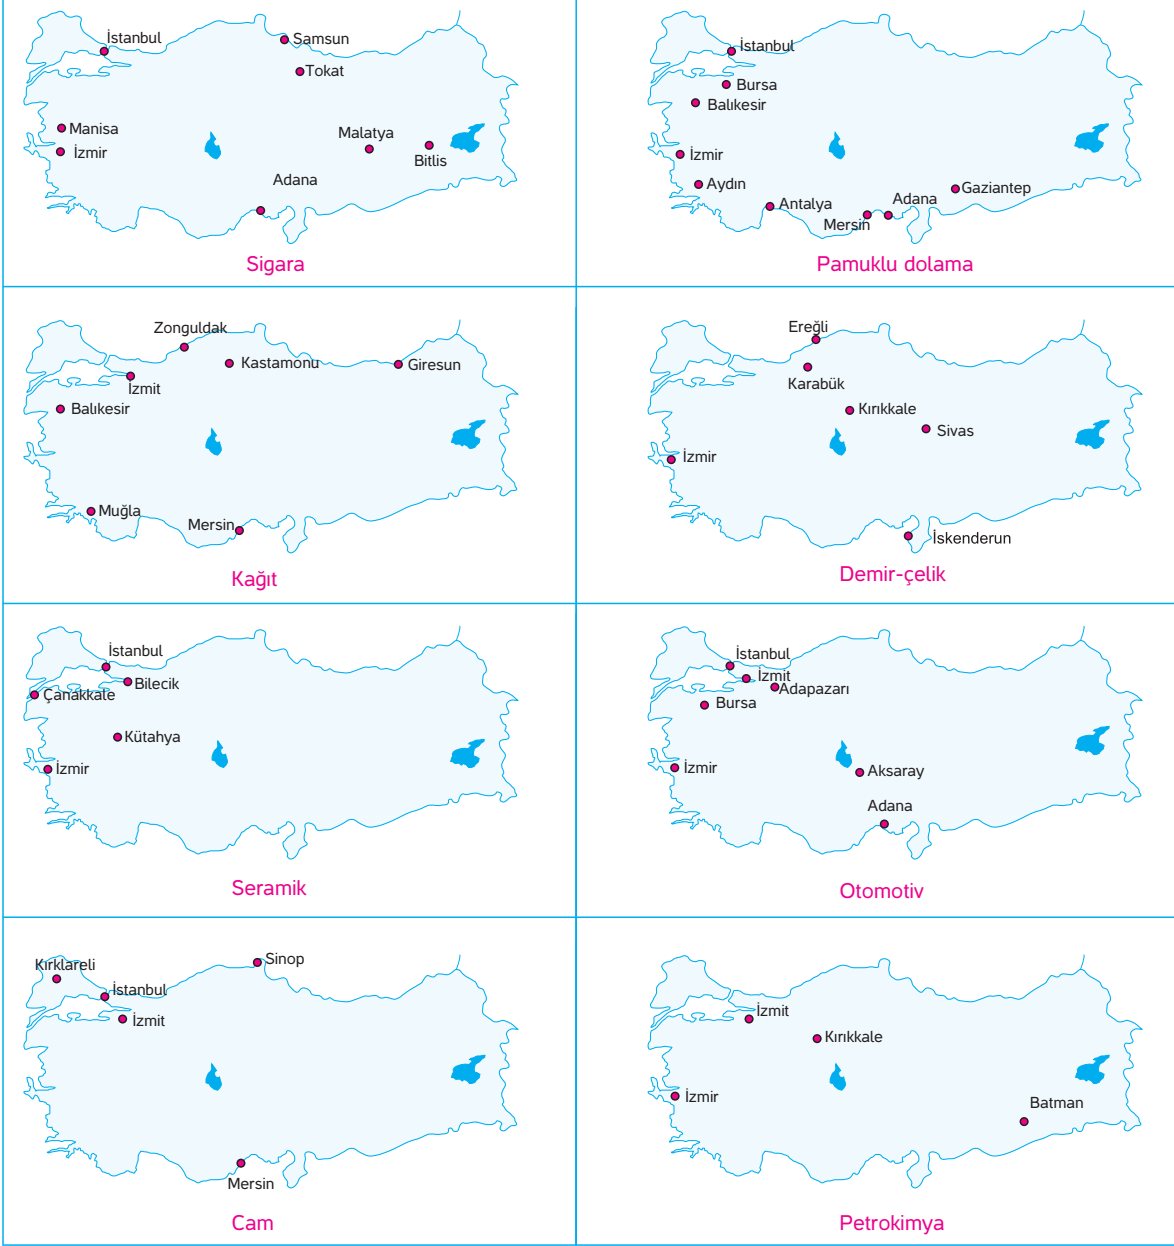 İstanbul
Samsun
Tokat
Manisa
İzmir
Malatya
Bitlis
Adana
Sigara
İstanbul
Bursa
Balıkesir
İzmir
Aydın
Antalya
Mersin
Adana
Gaziantep
Pamuklu dolama
Zonguldak
Kastamonu
Giresun
İzmit
Balıkesir
Muğla
Mersin
Kağıt
Ereğli
Karabük
Kırıkkale
Sivas
İzmir
İskenderun
Demir-çelik
İstanbul
Bilecik
Çanakkale
Kütahya
İzmir
Seramik
İstanbul
İzmit
Adapazarı
Bursa
İzmir
Aksaray
Adana
Otomotiv
Kırklareli
Sinop
İstanbul
İzmit
Mersin
Cam
İzmit
Kırıkkale
İzmir
Batman
Petrokimya